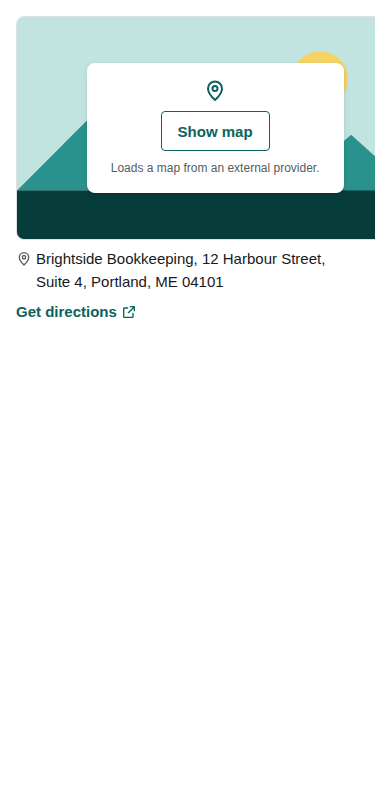 Show map
Loads a map from an external provider.
Brightside Bookkeeping, 12 Harbour Street,
Suite 4, Portland, ME 04101
Get directions